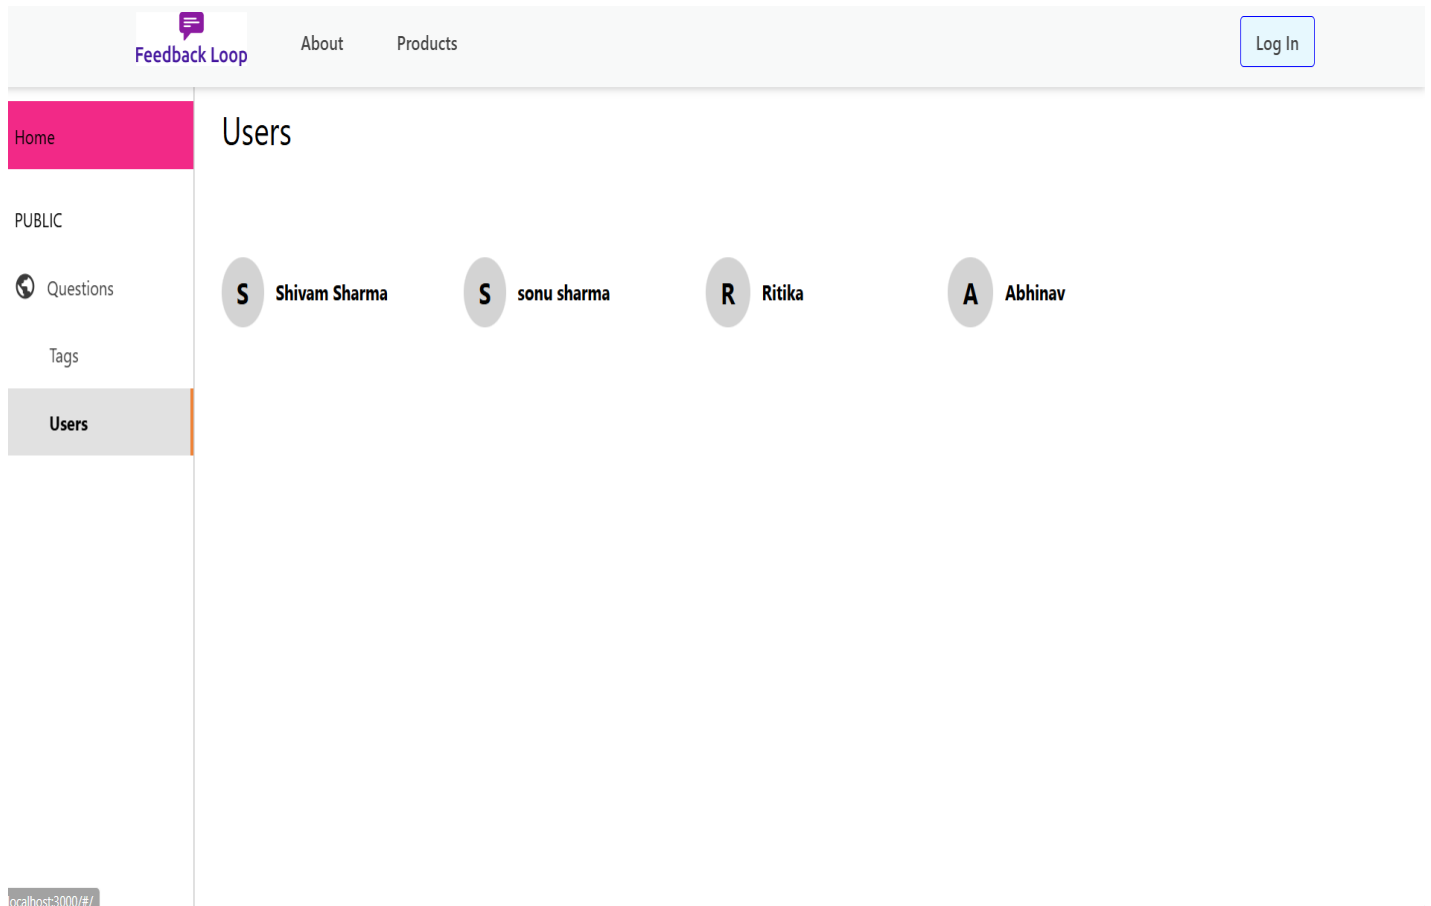 Feedback Loop
About
Products
Log In
Home
PUBLIC
Questions
Tags
Users
Users
S Shivam Sharma
S sonu sharma
R Ritika
A Abhinav
localhost:3000/#/